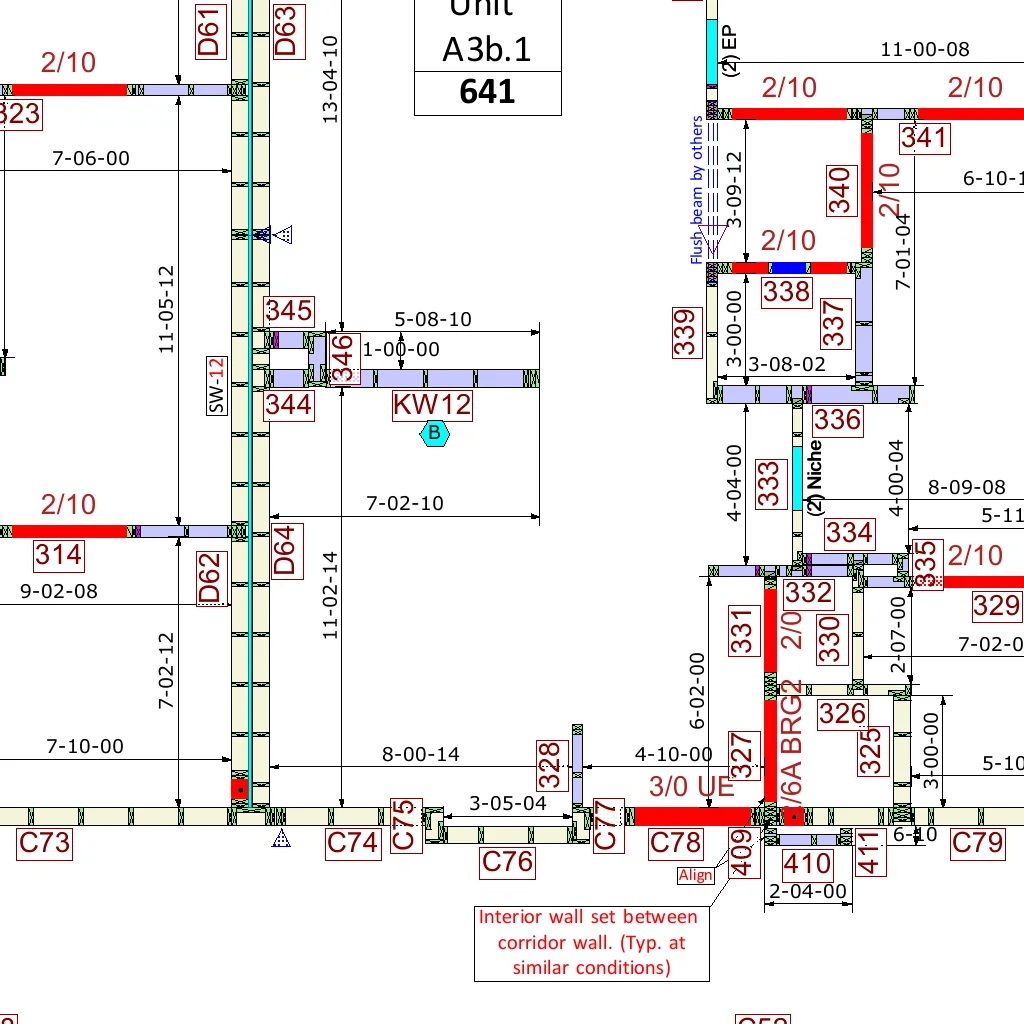 Unit
A3b.1
641
D61
D63
13-04-10
(2) EP
11-00-08
2/10
2/10
2/10
323
341
7-06-00
Flush beam by others
3-09-12
340
2/10
6-10-1
7-01-04
2/10
338
11-05-12
345
5-08-10
346
1-00-00
339
3-00-00
337
3-08-02
SW-12
344
KW12
B
336
4-04-00
333
(2) Niche
4-00-04
8-09-08
7-02-10
5-11
2/10
314
D62
D64
334
335
2/10
9-02-08
11-02-14
332
329
331
2/0
330
2-07-00
7-02-0
7-02-12
6-02-00
326
325
3-00-00
7-10-00
8-00-14
328
4-10-00
327
/6A BRG2
5-10
3/0 UE
3-05-04
C73
C74
C75
C76
C77
C78
409
410
411
6-10
C79
Align
2-04-00
Interior wall set between
corridor wall. (Typ. at
similar conditions)